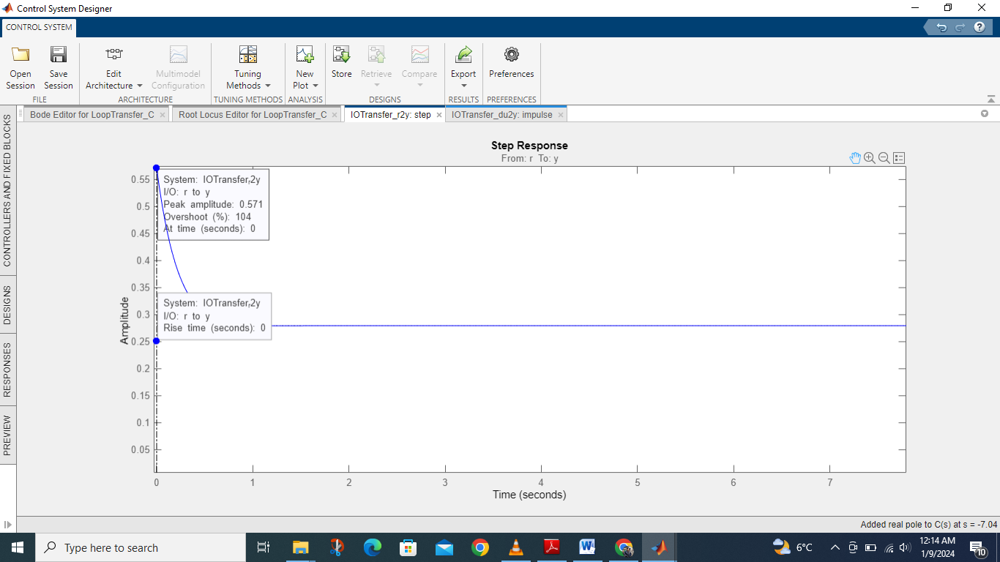 Control System Designer
CONTROL SYSTEM
Open Session
Save Session
Edit Architecture
Multimodel Configuration
Tuning Methods
New Plot
Store
Retrieve
Compare
Export
Preferences
FILE
ARCHITECTURE
TUNING METHODS
ANALYSIS
DESIGNS
RESULTS
PREFERENCES
Bode Editor for LoopTransfer_C
Root Locus Editor for LoopTransfer_C
IOTransfer_r2y: step
IOTransfer_du2y: impulse
CONTROLLERS AND FIXED BLOCKS
DESIGNS
RESPONSES
PREVIEW
Step Response
From: r To: y
System: IOTransfer_r2y
I/O: r to y
Peak amplitude: 0.571
Overshoot (%): 104
At time (seconds): 0
System: IOTransfer_r2y
I/O: r to y
Rise time (seconds): 0
Amplitude
0.55
0.5
0.45
0.4
0.35
0.3
0.25
0.2
0.15
0.1
0.05
0 1 2 3 4 5 6 7
Time (seconds)
Added real pole to C(s) at s = -7.04
Type here to search
6°C
12:14 AM
1/9/2024
10